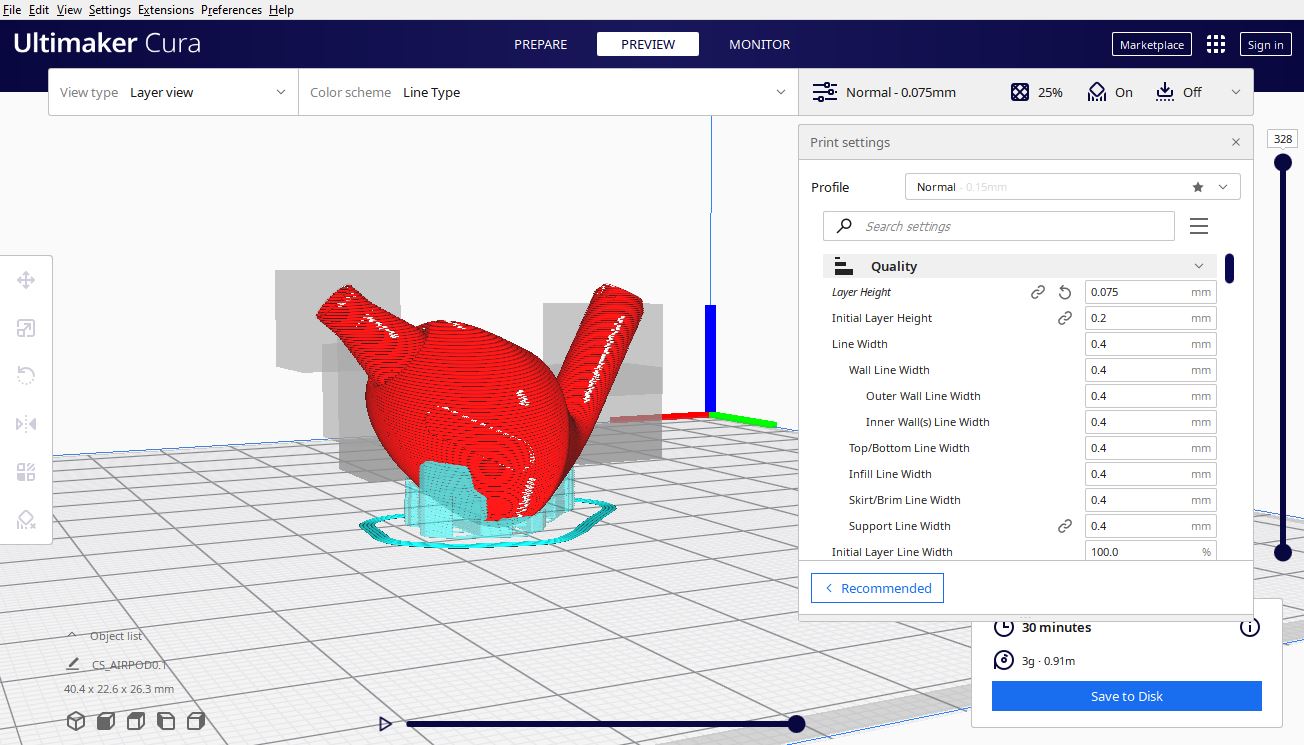 File Edit View Settings Extensions Preferences Help
Ultimaker Cura
PREPARE PREVIEW MONITOR
Marketplace Sign in
View type Layer view
Color scheme Line Type
Normal - 0.075mm 25% On Off
Print settings
328
Profile Normal - 0.15mm
Search settings
Quality
Layer Height 0.075 mm
Initial Layer Height 0.2 mm
Line Width 0.4 mm
Wall Line Width 0.4 mm
Outer Wall Line Width 0.4 mm
Inner Wall(s) Line Width 0.4 mm
Top/Bottom Line Width 0.4 mm
Infill Line Width 0.4 mm
Skirt/Brim Line Width 0.4 mm
Support Line Width 0.4 mm
Initial Layer Line Width 100.0 %
Recommended
30 minutes
3g · 0.91m
Save to Disk
Object list
CS_AIRPOD0.1
40.4 x 22.6 x 26.3 mm